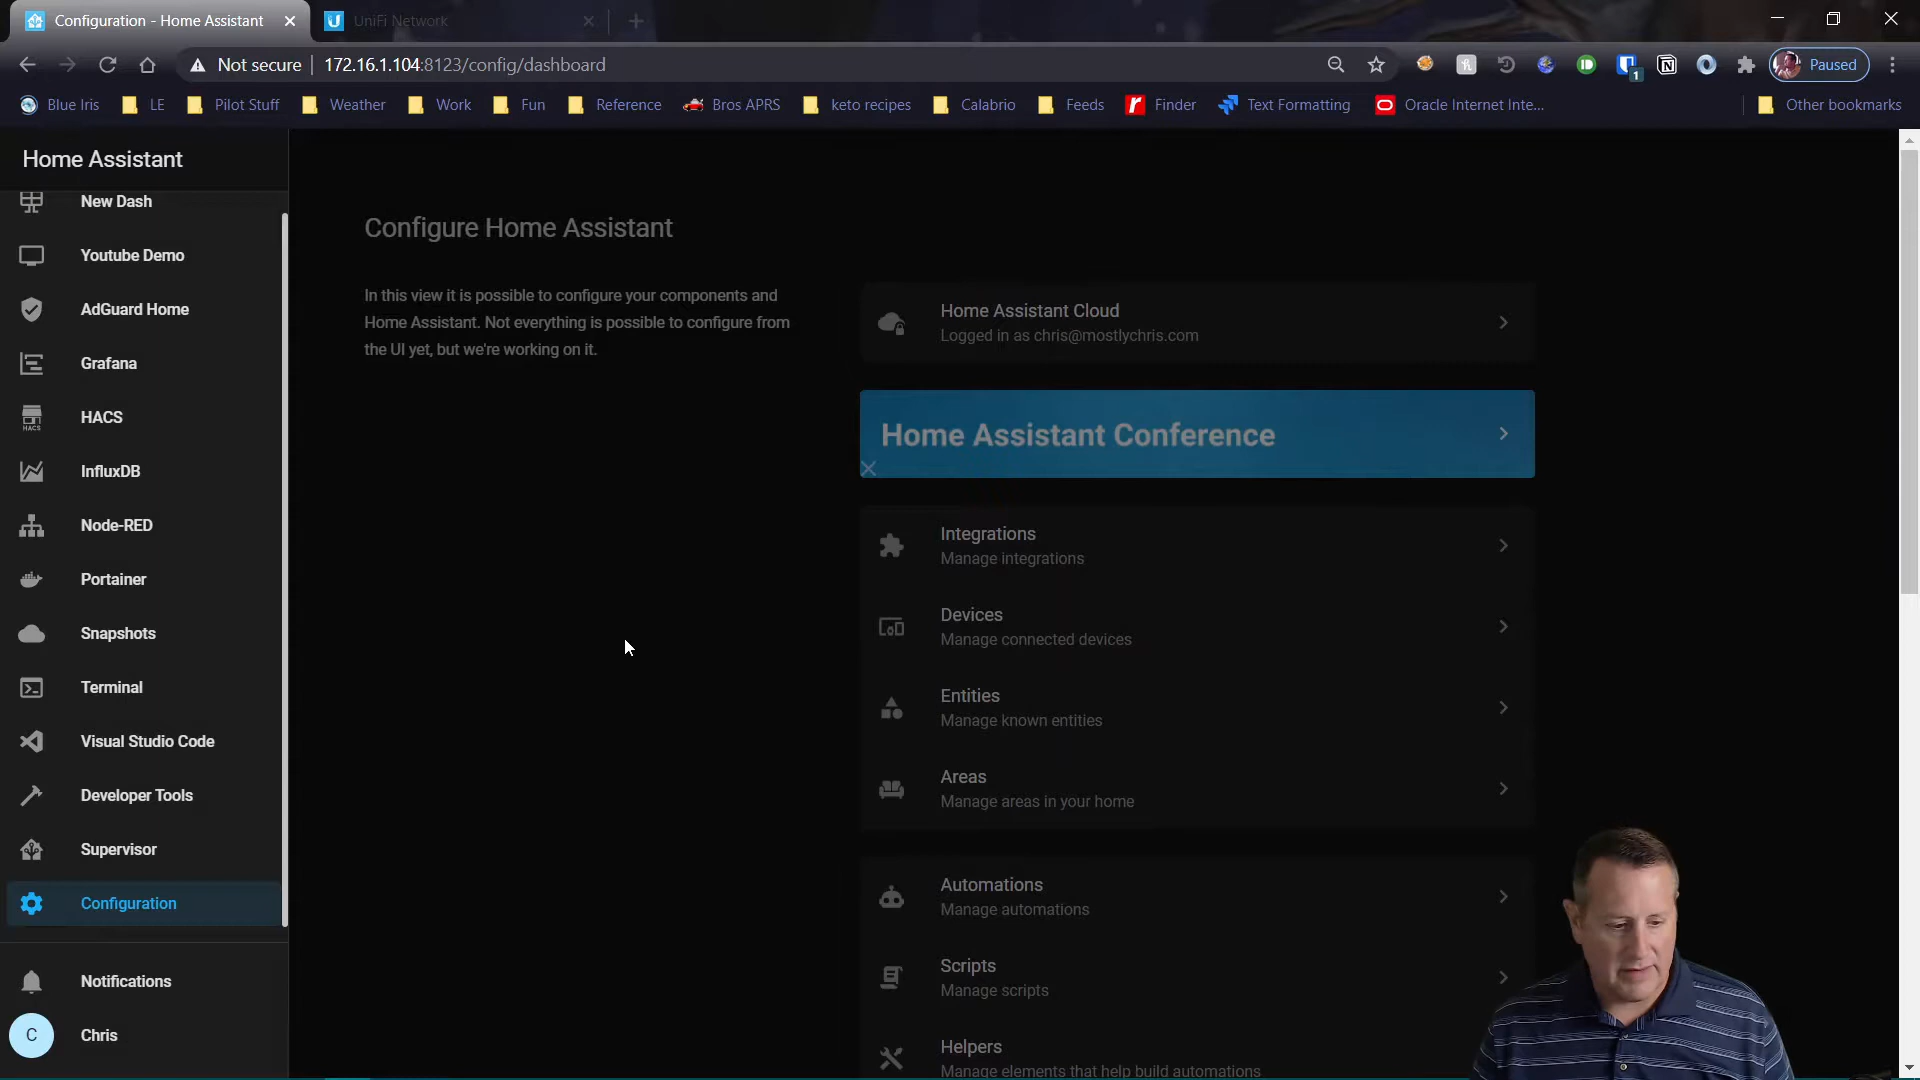 Configuration - Home Assistant
UniFi Network
Not secure
172.16.1.104:8123/config/dashboard
1
Paused
Blue Iris
LE
Pilot Stuff
Weather
Work
Fun
Reference
Bros APRS
keto recipes
Calabrio
Feeds
Finder
Text Formatting
Oracle Internet Inte...
Other bookmarks
Home Assistant
New Dash
Youtube Demo
AdGuard Home
Grafana
HACS
HACS
InfluxDB
Node-RED
Portainer
Snapshots
Terminal
Visual Studio Code
Developer Tools
Supervisor
Configuration
Notifications
C
Chris
Configure Home Assistant
In this view it is possible to configure your components and
Home Assistant. Not everything is possible to configure from
the UI yet, but we're working on it.
Home Assistant Cloud
Logged in as chris@mostlychris.com
Home Assistant Conference
Integrations
Manage integrations
Devices
Manage connected devices
Entities
Manage known entities
Areas
Manage areas in your home
Automations
Manage automations
Scripts
Manage scripts
Helpers
Manage elements that help build automations